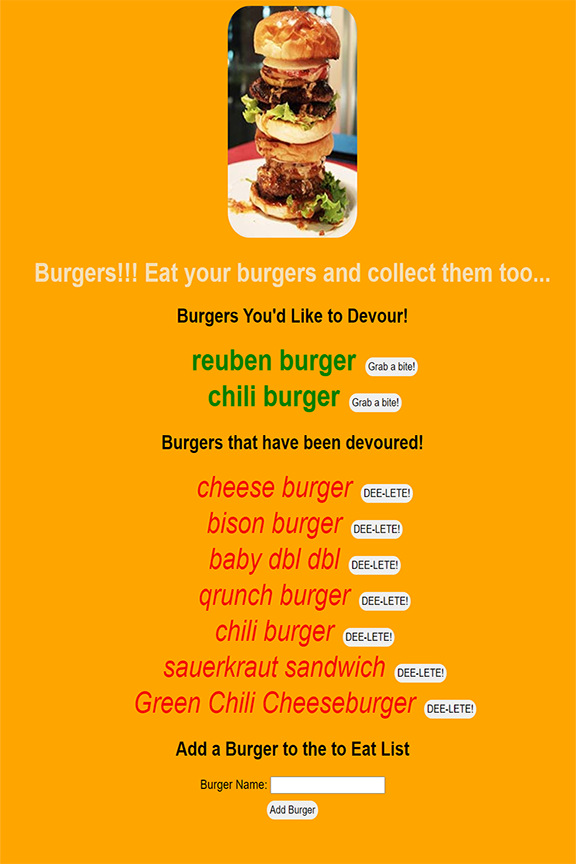 Burgers!!! Eat your burgers and collect them too...
Burgers You'd Like to Devour!
reuben burger Grab a bite!
chili burger Grab a bite!
Burgers that have been devoured!
cheese burger DEE-LETE!
bison burger DEE-LETE!
baby dbl dbl DEE-LETE!
qrunch burger DEE-LETE!
chili burger DEE-LETE!
sauerkraut sandwich DEE-LETE!
Green Chili Cheeseburger DEE-LETE!
Add a Burger to the to Eat List
Burger Name:
Add Burger